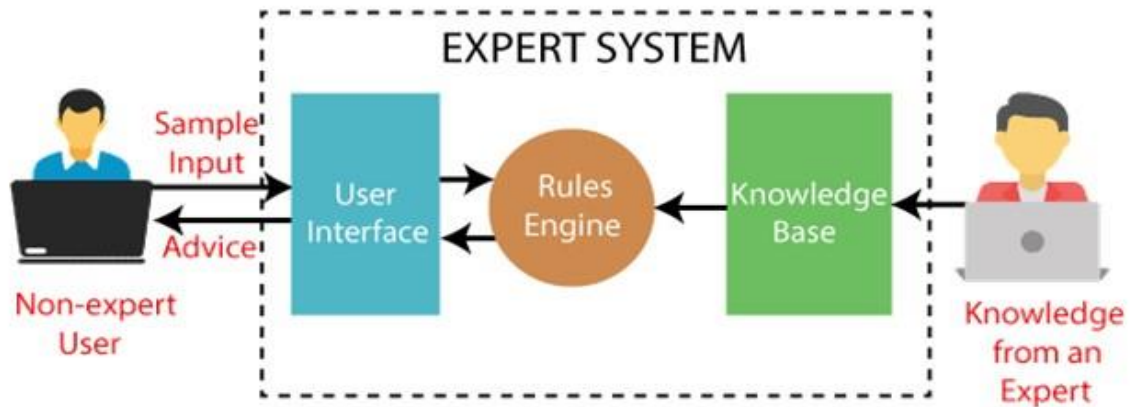 EXPERT SYSTEM
Sample
Input
Advice
Non-expert
User
User
Interface
Rules
Engine
Knowledge
Base
Knowledge
from an
Expert